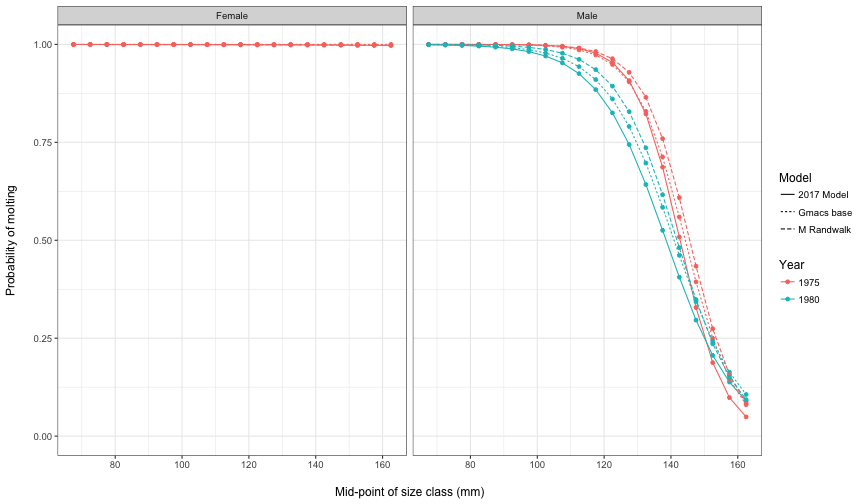 Female
Male
1.00
0.75
0.50
0.25
0.00
Probability of molting
80
100
120
140
160
80
100
120
140
160
Mid-point of size class (mm)
Model
2017 Model
Gmacs base
M Randwalk
Year
1975
1980